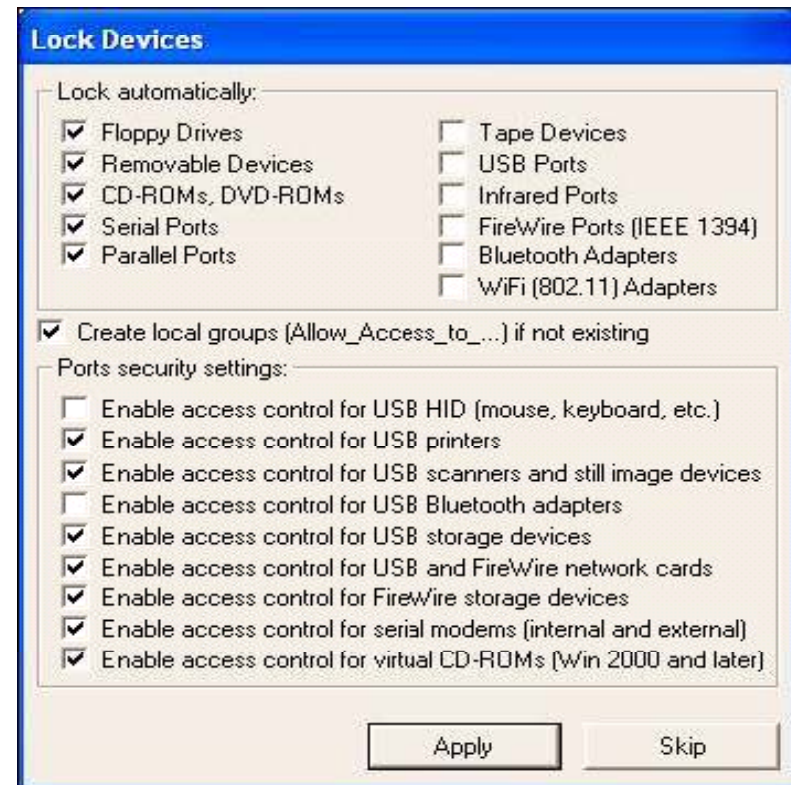 Lock Devices
Lock automatically:
Floppy Drives
Removable Devices
CD-ROMs, DVD-ROMs
Serial Ports
Parallel Ports
Tape Devices
USB Ports
Infrared Ports
FireWire Ports (IEEE 1394)
Bluetooth Adapters
WiFi (802.11) Adapters
Create local groups (Allow_Access_to_...) if not existing
Ports security settings:
Enable access control for USB HID (mouse, keyboard, etc.)
Enable access control for USB printers
Enable access control for USB scanners and still image devices
Enable access control for USB Bluetooth adapters
Enable access control for USB storage devices
Enable access control for USB and FireWire network cards
Enable access control for FireWire storage devices
Enable access control for serial modems (internal and external)
Enable access control for virtual CD-ROMs (Win 2000 and later)
Apply
Skip